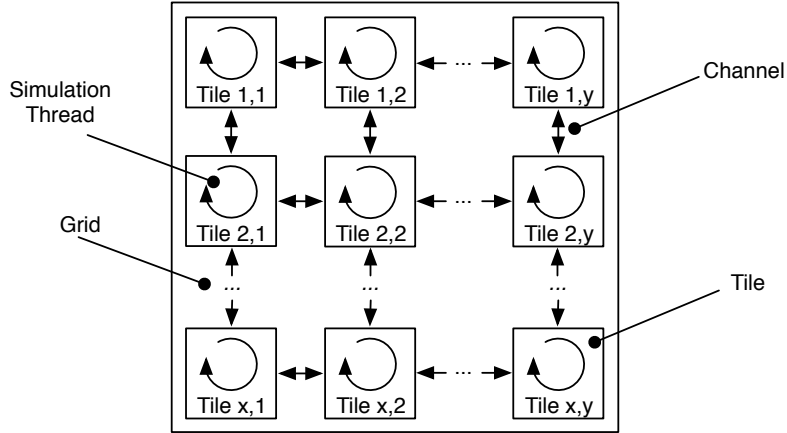 Tile 1,1
Tile 1,2
...
Tile 1,y
Channel
Simulation
Thread
Tile 2,1
Tile 2,2
...
Tile 2,y
Grid
...
...
...
Tile
Tile x,1
Tile x,2
...
Tile x,y